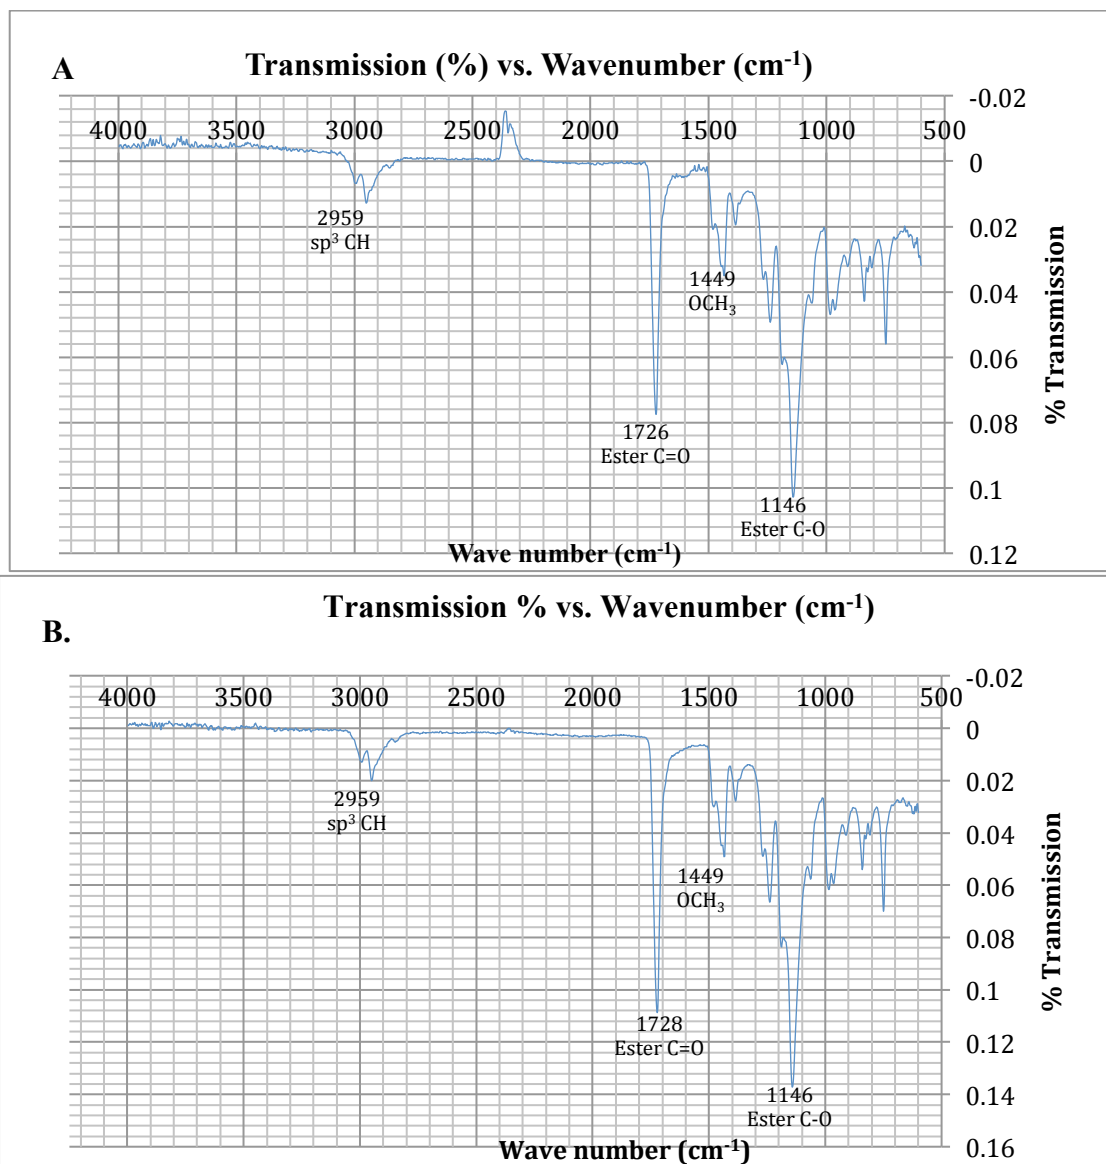 A
Transmission (%) vs. Wavenumber (cm⁻¹)
4000 3500 3000 2500 2000 1500 1000 500
-0.02
0
0.02
0.04
0.06
0.08
0.1
0.12
% Transmission
2959
sp³ CH
1449
OCH₃
1726
Ester C=O
1146
Ester C-O
Wave number (cm⁻¹)
B.
Transmission % vs. Wavenumber (cm⁻¹)
4000 3500 3000 2500 2000 1500 1000 500
-0.02
0
0.02
0.04
0.06
0.08
0.1
0.12
0.14
0.16
% Transmission
2959
sp³ CH
1449
OCH₃
1728
Ester C=O
1146
Ester C-O
Wave number (cm⁻¹)